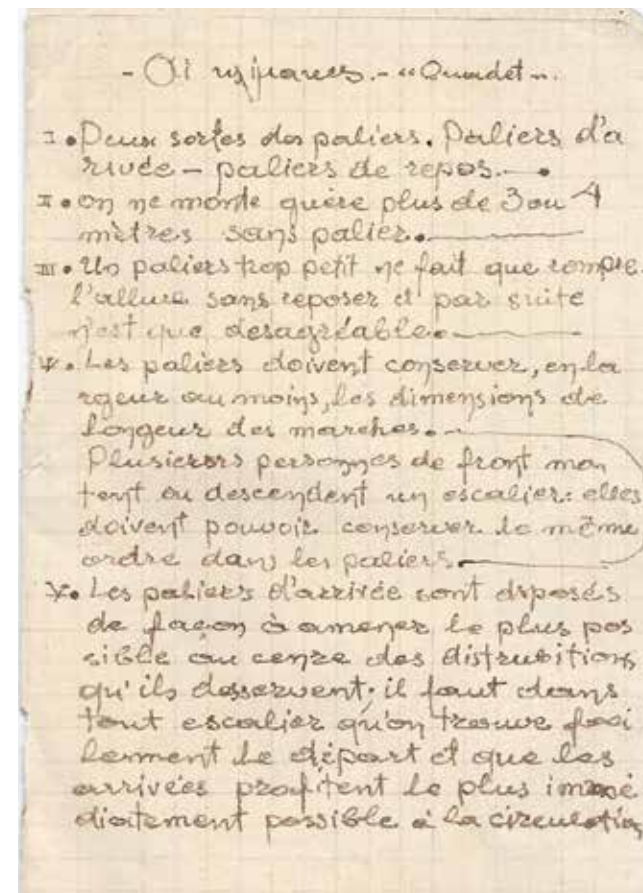 I. Deux sortes des paliers. Paliers d'a
rivée – paliers de repos. — .
II. on ne monte guère plus de 3 ou 4
mètres sans palier. —
III. Un paliers trop petit ne fait que rompre
l'allure sans reposer et par suite
n'est que desagréable. —
IV. Les paliers doivent conserver, en la
rgeur au moins, les dimensions de
longeur des marches. —
Plusieurs personnes de front mon
tent ou descendent un escalier: elles
doivent pouvoir conserver le même
ordre dans les paliers. —
V. Les paliers d'arrivée sont disposés
de façon à amener le plus pos
sible au cenre des distrubitions
qu'ils desservent; il faut dans
tout escalier qu'on trouve faci
lement le départ et que les
arrivées profitent le plus immé
diatement possible à la circulation